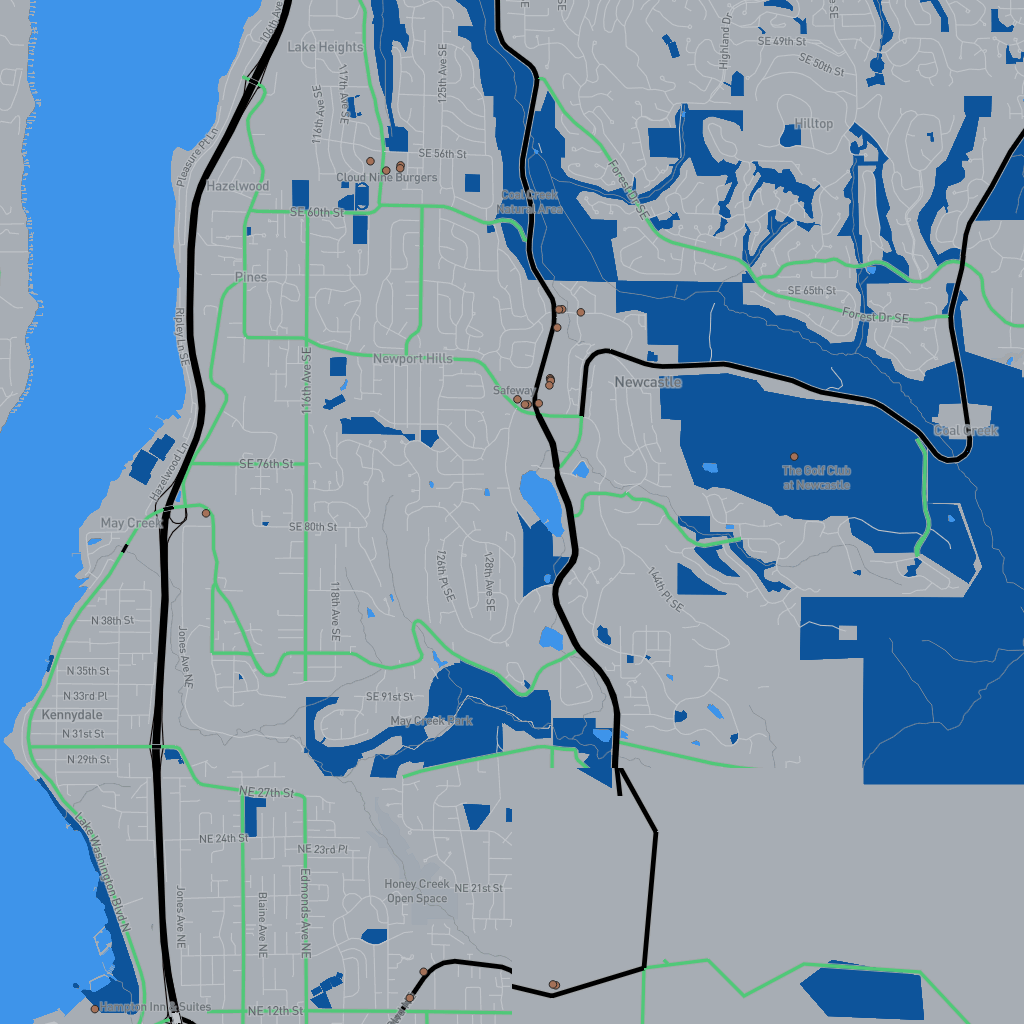 106th Ave
SE
SE
SE
Lake Heights
Highland Dr
SE 49th St
SE 50th St
125th Ave SE
117th Ave SE
116th Ave SE
Hilltop
Pleasure Pt Ln
SE 56th St
Cloud Nine Burgers
Hazelwood
Forest Dr SE
Coal Creek
Natural Area
SE 60th St
Pines
SE 65th St
Forest Dr SE
Ripley Ln SE
Newport Hills
116th Ave SE
Safeway
Newcastle
Coal Creek
Hazelwood Ln
SE 76th St
The Golf Club
at Newcastle
May Creek
SE 80th St
126th Pl SE
128th Ave SE
144th Pl SE
118th Ave SE
N 38th St
Jones Ave NE
N 35th St
N 33rd Pl
SE 91st St
Kennydale
May Creek Park
N 31st St
N 29th St
NE 27th St
Lake Washington Blvd N
NE 24th St
NE 23rd Pl
Honey Creek
Open Space
NE 21st St
Jones Ave NE
Blaine Ave NE
Edmonds Ave NE
Hampton Inn & Suites
NE 12th St